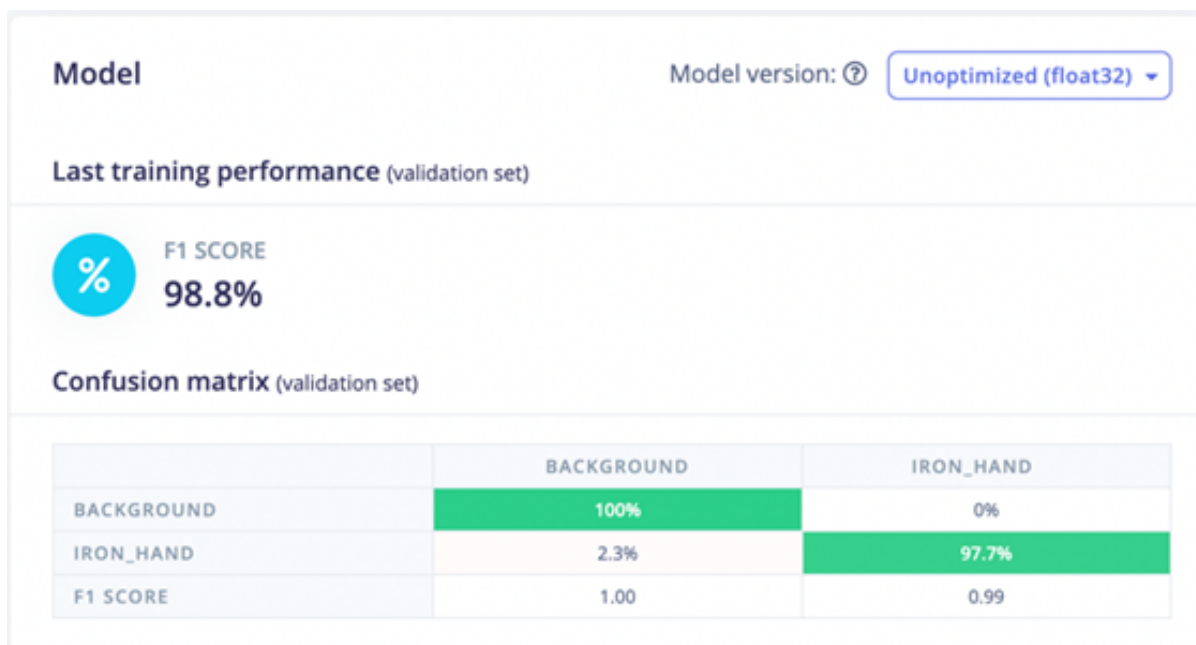 Model
Model version: ? Unoptimized (float32)
Last training performance (validation set)
%
F1 SCORE
98.8%
Confusion matrix (validation set)
BACKGROUND IRON_HAND
BACKGROUND 100% 0%
IRON_HAND 2.3% 97.7%
F1 SCORE 1.00 0.99